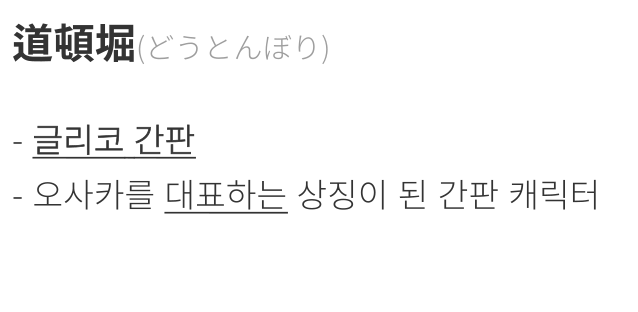 道頓堀(どうとんぼり)
- 글리코 간판
- 오사카를 대표하는 상징이 된 간판 캐릭터